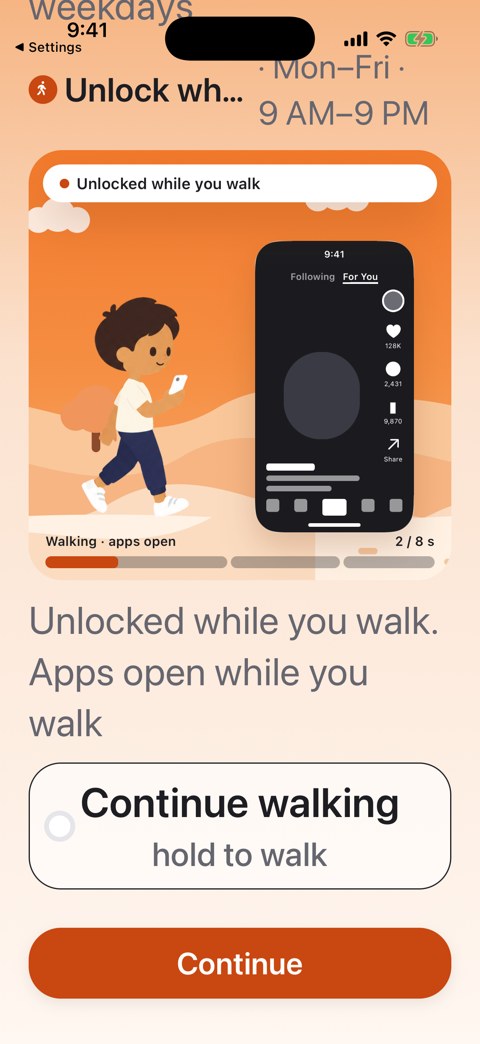 weekdays
9:41
◀ Settings
· Mon–Fri ·
Unlock wh...
9 AM–9 PM
Unlocked while you walk
9:41
Following For You
128K
2,431
9,870
Share
Walking · apps open
2 / 8 s
Unlocked while you walk.
Apps open while you
walk
Continue walking
hold to walk
Continue